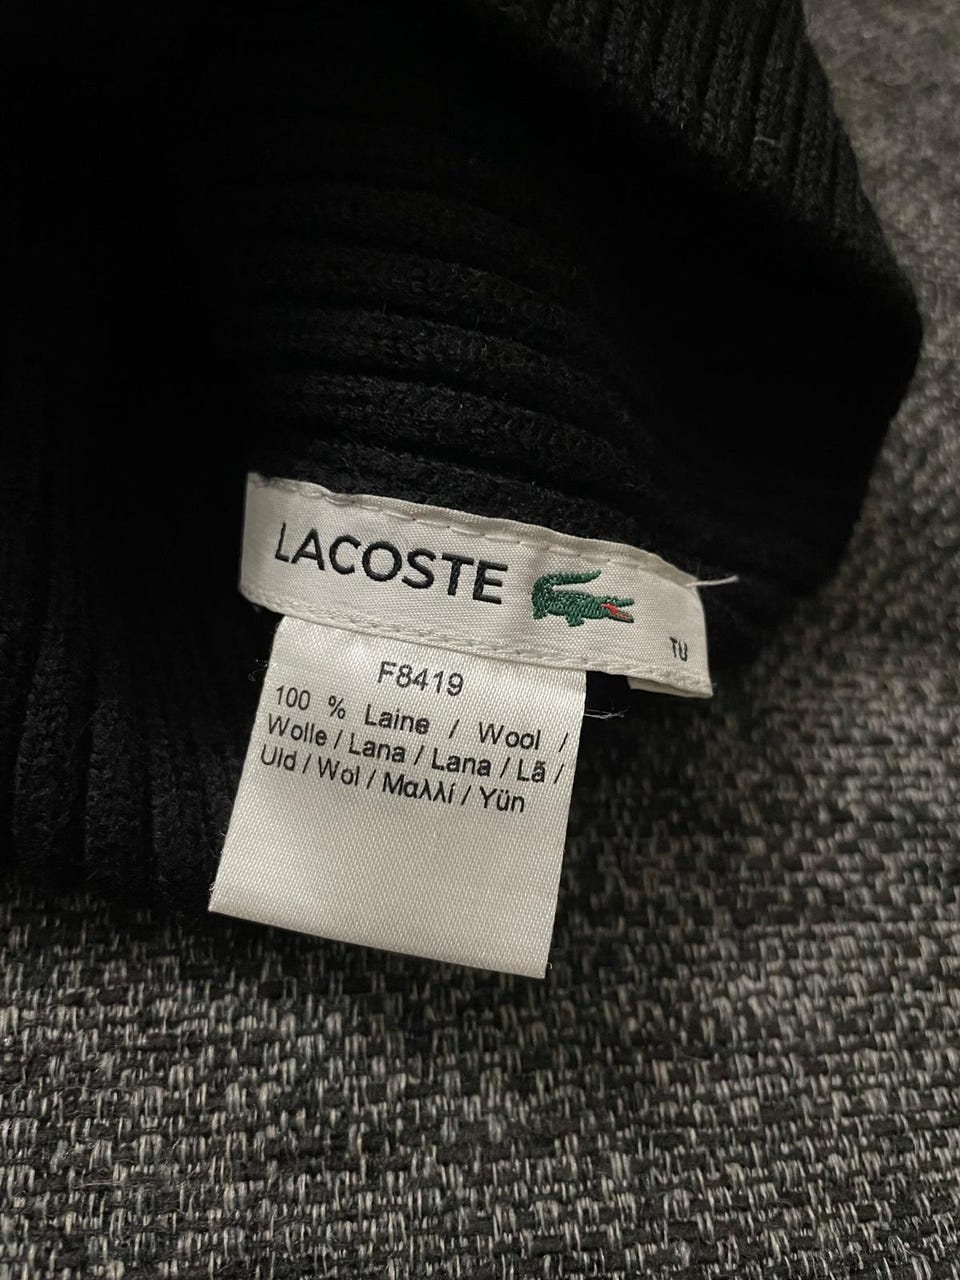 LACOSTE
TU
F8419
100 % Laine / Wool /
Wolle / Lana / Lana / Lã /
Uld / Wol / Μαλλί / Yün